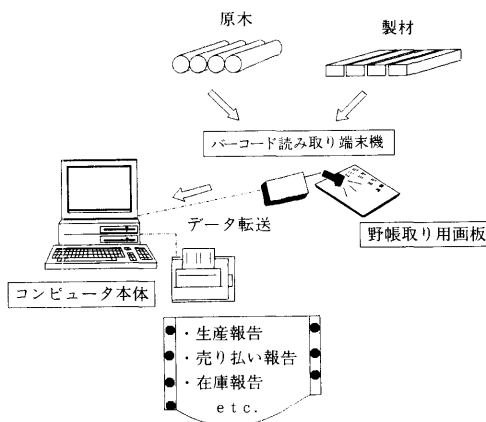 原木
製材
バーコード読み取り端末機
データ転送
野帳取り用画板
コンピュータ本体
・生産報告
・売り払い報告
・在庫報告
etc.